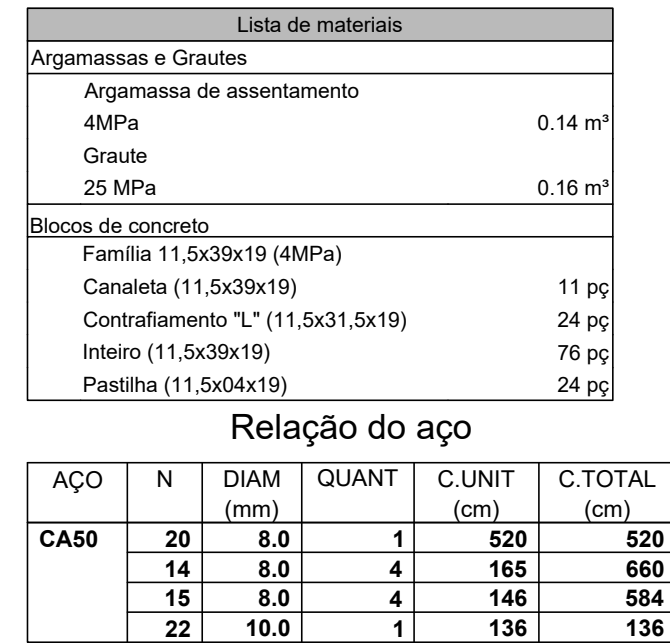 Lista de materiais
Argamassas e Grautes
Argamassa de assentamento
4MPa 0.14 m³
Graute
25 MPa 0.16 m³
Blocos de concreto
Família 11,5x39x19 (4MPa)
Canaleta (11,5x39x19) 11 pç
Contrafiamento "L" (11,5x31,5x19) 24 pç
Inteiro (11,5x39x19) 76 pç
Pastilha (11,5x04x19) 24 pç
Relação do aço
AÇO N DIAM QUANT C.UNIT C.TOTAL
(mm) (cm) (cm)
CA50 20 8.0 1 520 520
14 8.0 4 165 660
15 8.0 4 146 584
22 10.0 1 136 136